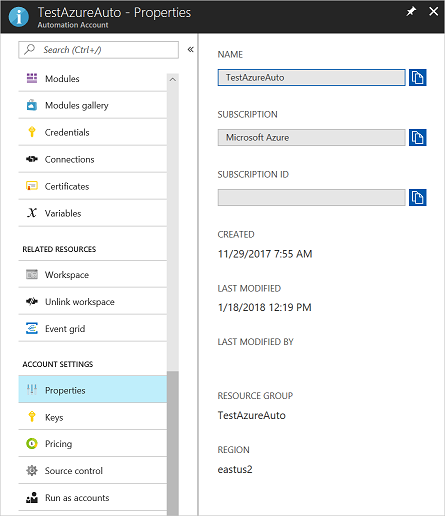 TestAzureAuto - Properties
Automation Account
Search (Ctrl+/)
Modules
Modules gallery
Credentials
Connections
Certificates
Variables
RELATED RESOURCES
Workspace
Unlink workspace
Event grid
ACCOUNT SETTINGS
Properties
Keys
Pricing
Source control
Run as accounts
NAME
TestAzureAuto
SUBSCRIPTION
Microsoft Azure
SUBSCRIPTION ID
CREATED
11/29/2017 7:55 AM
LAST MODIFIED
1/18/2018 12:19 PM
LAST MODIFIED BY
RESOURCE GROUP
TestAzureAuto
REGION
eastus2